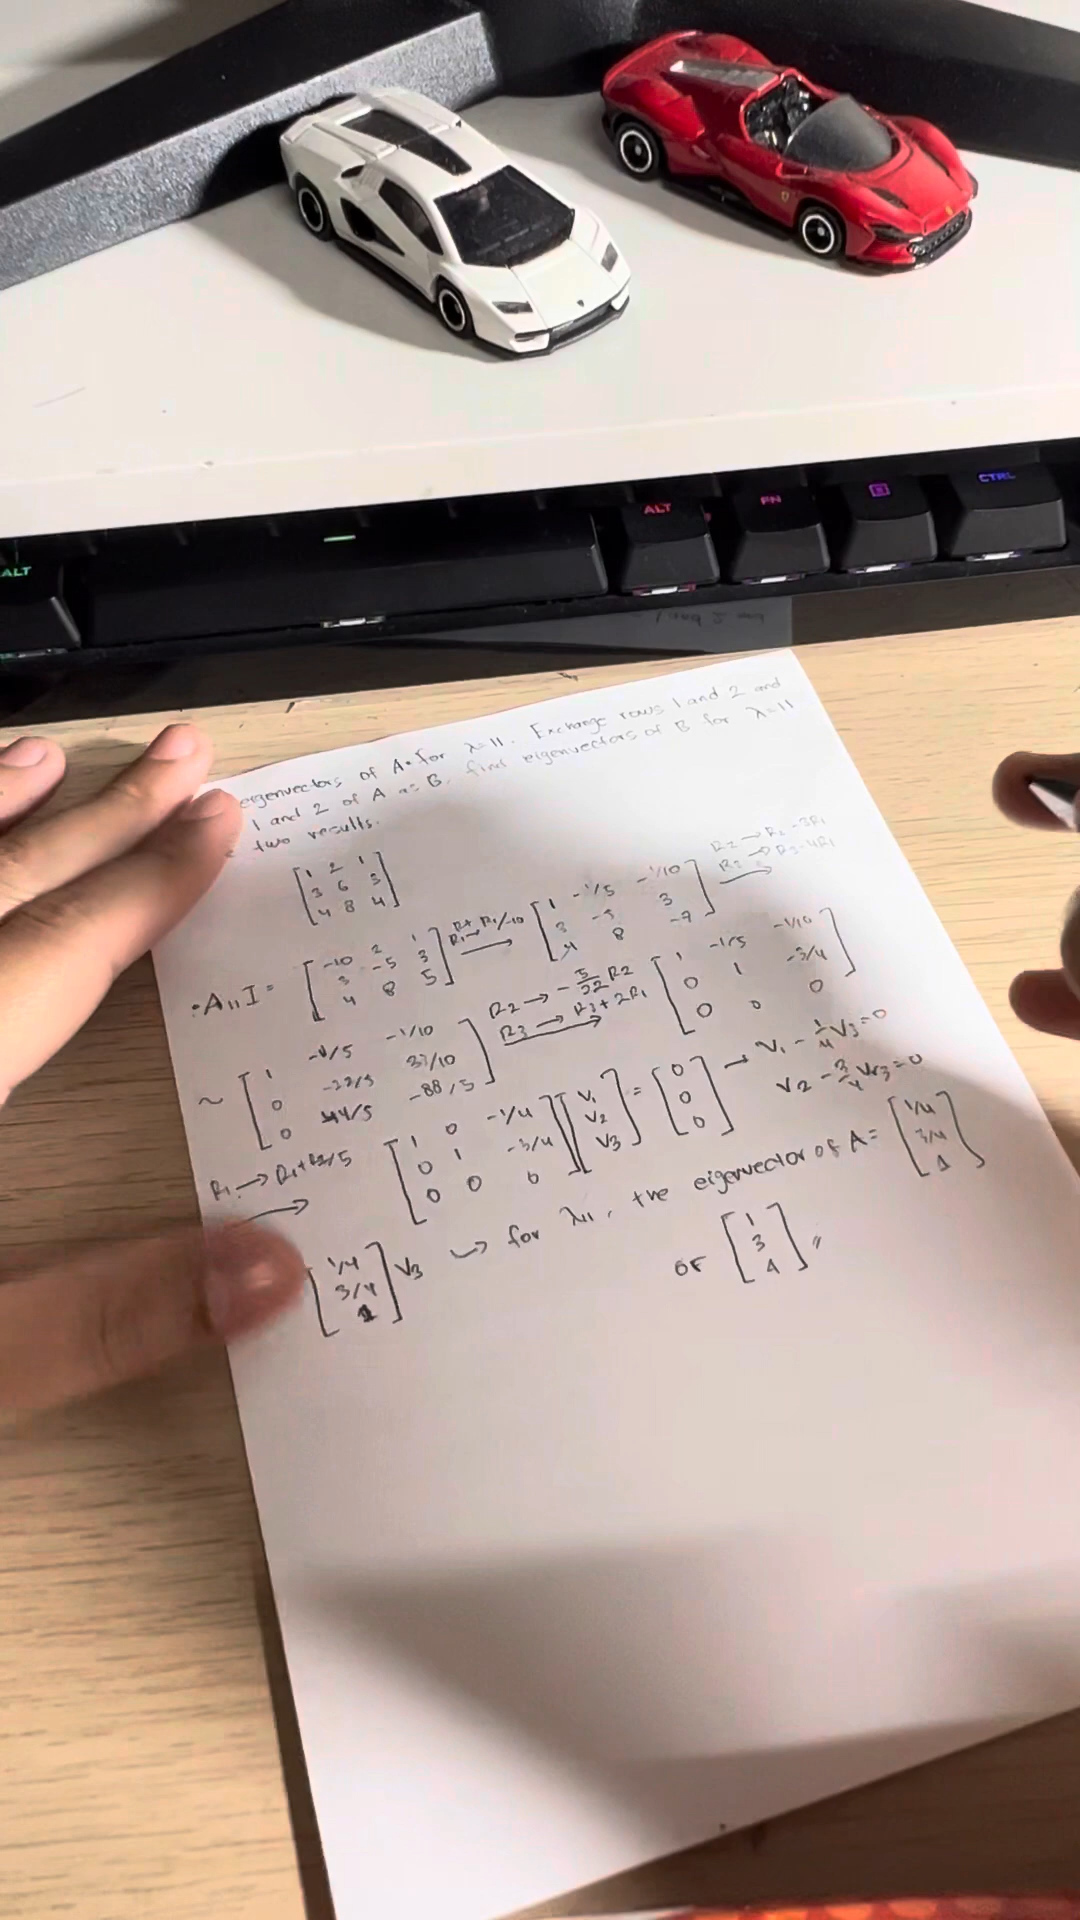 ALT FN CTRL
ALT
eigenvectors of A. for λ=11. Exchange rows 1 and 2 and
1 and 2 of A as B, find eigenvectors of B for λ=11
two results.
[1 2 1
3 6 3
4 8 4]
R2 → R2-3R1
R3 → R3-4R1
•A11I = [-10 2 1
3 -5 3
4 8 5] R1→ R1/-10 [1 -1/5 -1/10
3 -5 3
4 8 -7]
~ [1 -1/5 -1/10
0 -22/5 33/10
0 44/5 -88/5] R2 → -5/22 R2
R3 → R3+2R1 [1 -1/5 -1/10
0 1 -3/4
0 0 0]
R1 → R1+R2/5 [1 0 -1/4
0 1 -3/4
0 0 0] [V1
V2
V3] = [0
0
0] → V1 - 1/4 V3=0
V2 - 3/4 V3=0
[1/4
3/4
1] V3 ↪ for λ11, the eigenvector of A= [1/4
3/4
1]
or [1
3
4] //